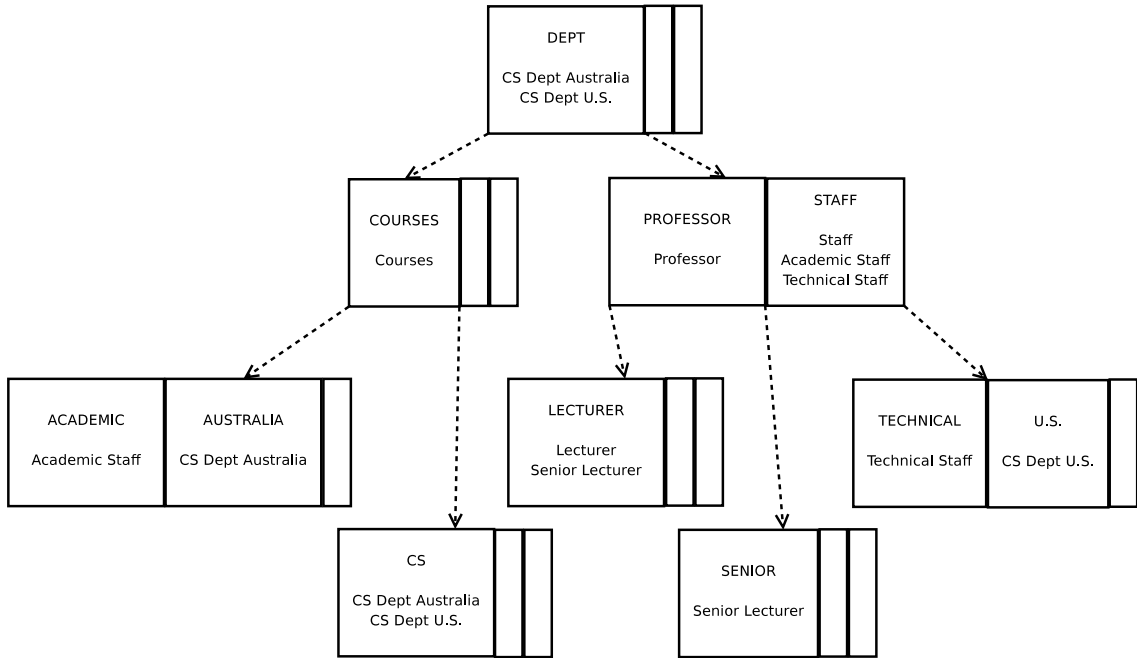 DEPT
CS Dept Australia
CS Dept U.S.
COURSES
Courses
PROFESSOR
Professor
STAFF
Staff
Academic Staff
Technical Staff
ACADEMIC
Academic Staff
AUSTRALIA
CS Dept Australia
LECTURER
Lecturer
Senior Lecturer
TECHNICAL
Technical Staff
U.S.
CS Dept U.S.
CS
CS Dept Australia
CS Dept U.S.
SENIOR
Senior Lecturer